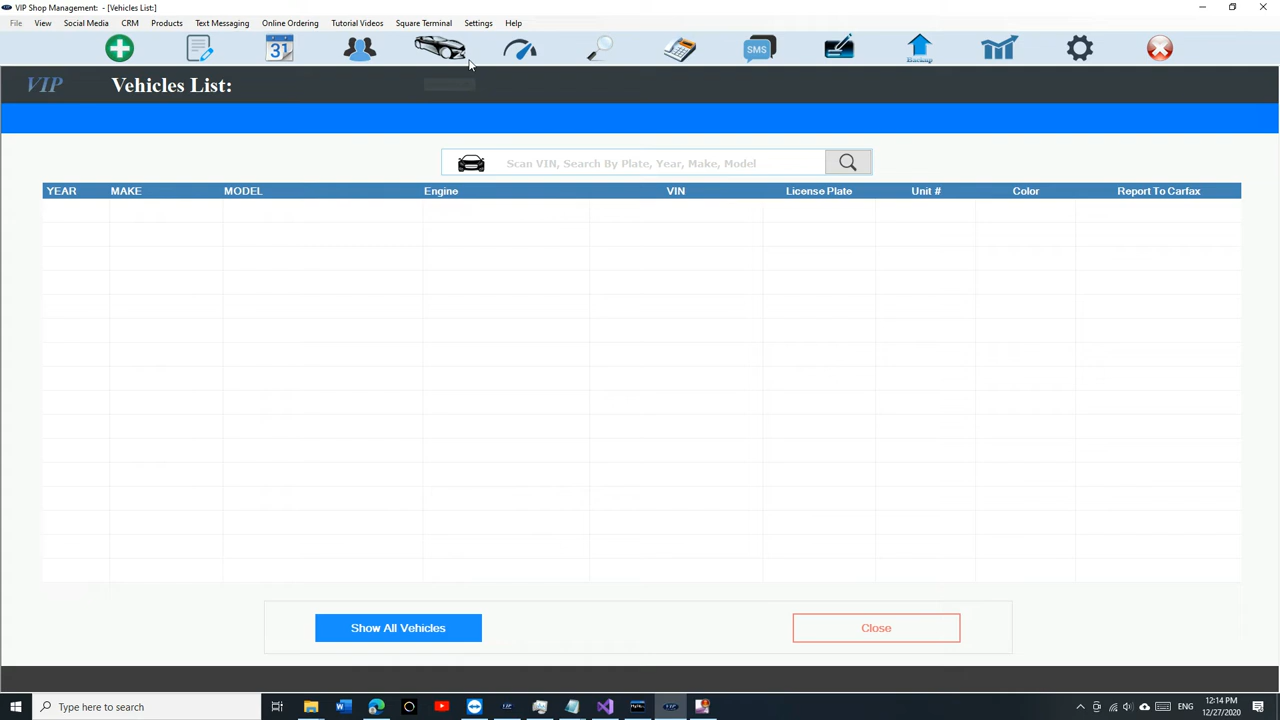 VIP Shop Management: - [Vehicles List:]
File View Social Media CRM Products Text Messaging Online Ordering Tutorial Videos Square Terminal Settings Help
31 SMS Backup
VIP Vehicles List:
Scan VIN, Search By Plate, Year, Make, Model
YEAR MAKE MODEL Engine VIN License Plate Unit # Color Report To Carfax
Show All Vehicles Close
Type here to search
ENG
12:14 PM
12/27/2020